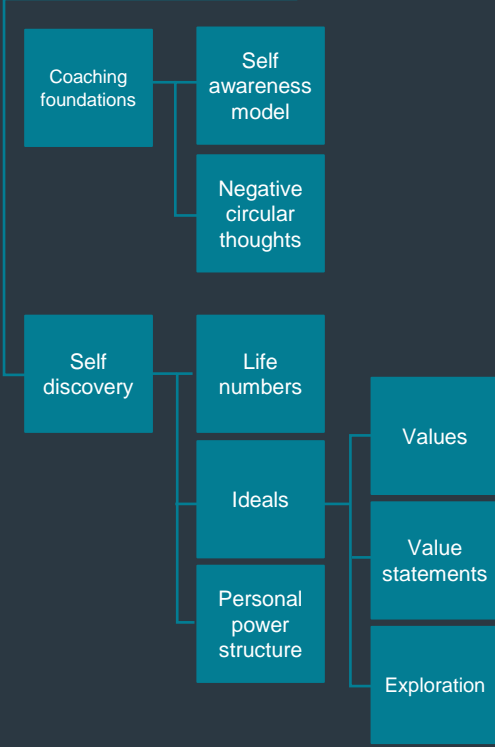 Coaching
foundations
Self
awareness
model
Negative
circular
thoughts
Self
discovery
Life
numbers
Ideals
Personal
power
structure
Values
Value
statements
Exploration